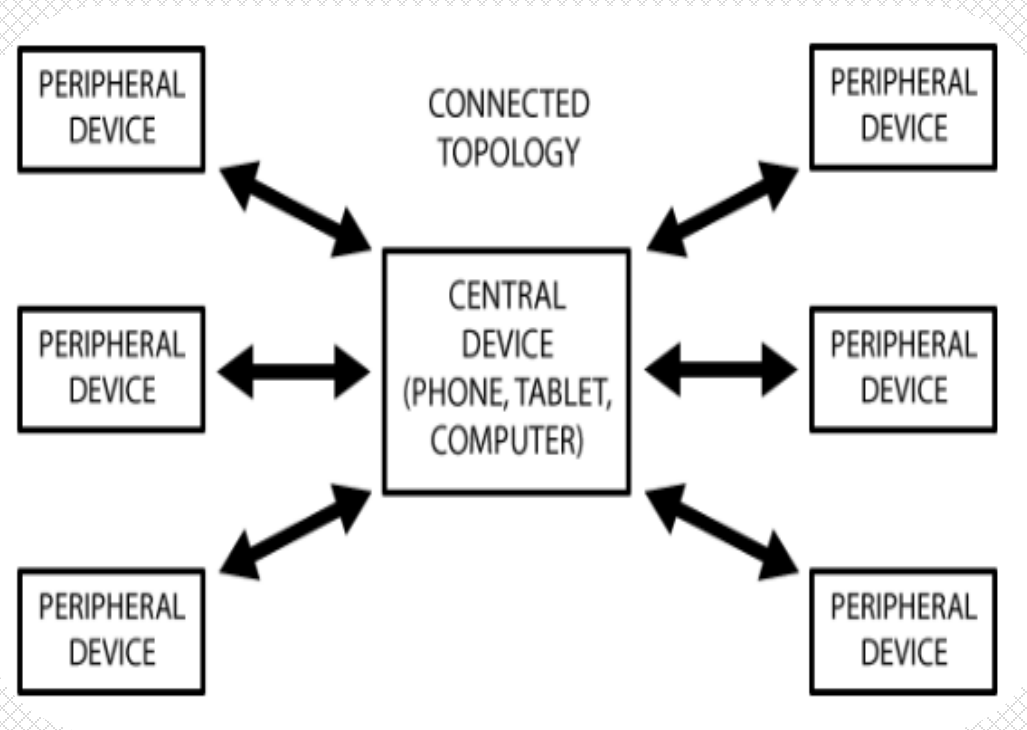 PERIPHERAL
DEVICE
CONNECTED
TOPOLOGY
PERIPHERAL
DEVICE
PERIPHERAL
DEVICE
CENTRAL
DEVICE
(PHONE, TABLET,
COMPUTER)
PERIPHERAL
DEVICE
PERIPHERAL
DEVICE
PERIPHERAL
DEVICE